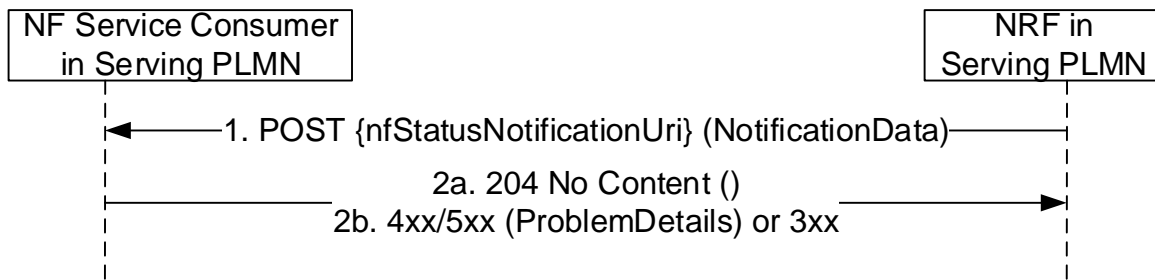 NF Service Consumer
in Serving PLMN
NRF in
Serving PLMN
1. POST {nfStatusNotificationUri} (NotificationData)
2a. 204 No Content ()
2b. 4xx/5xx (ProblemDetails) or 3xx